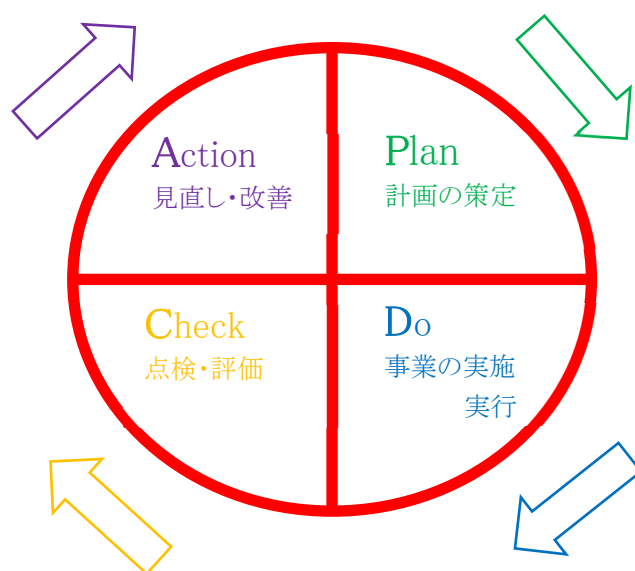 Action
見直し・改善
Plan
計画の策定
Check
点検・評価
Do
事業の実施
実行